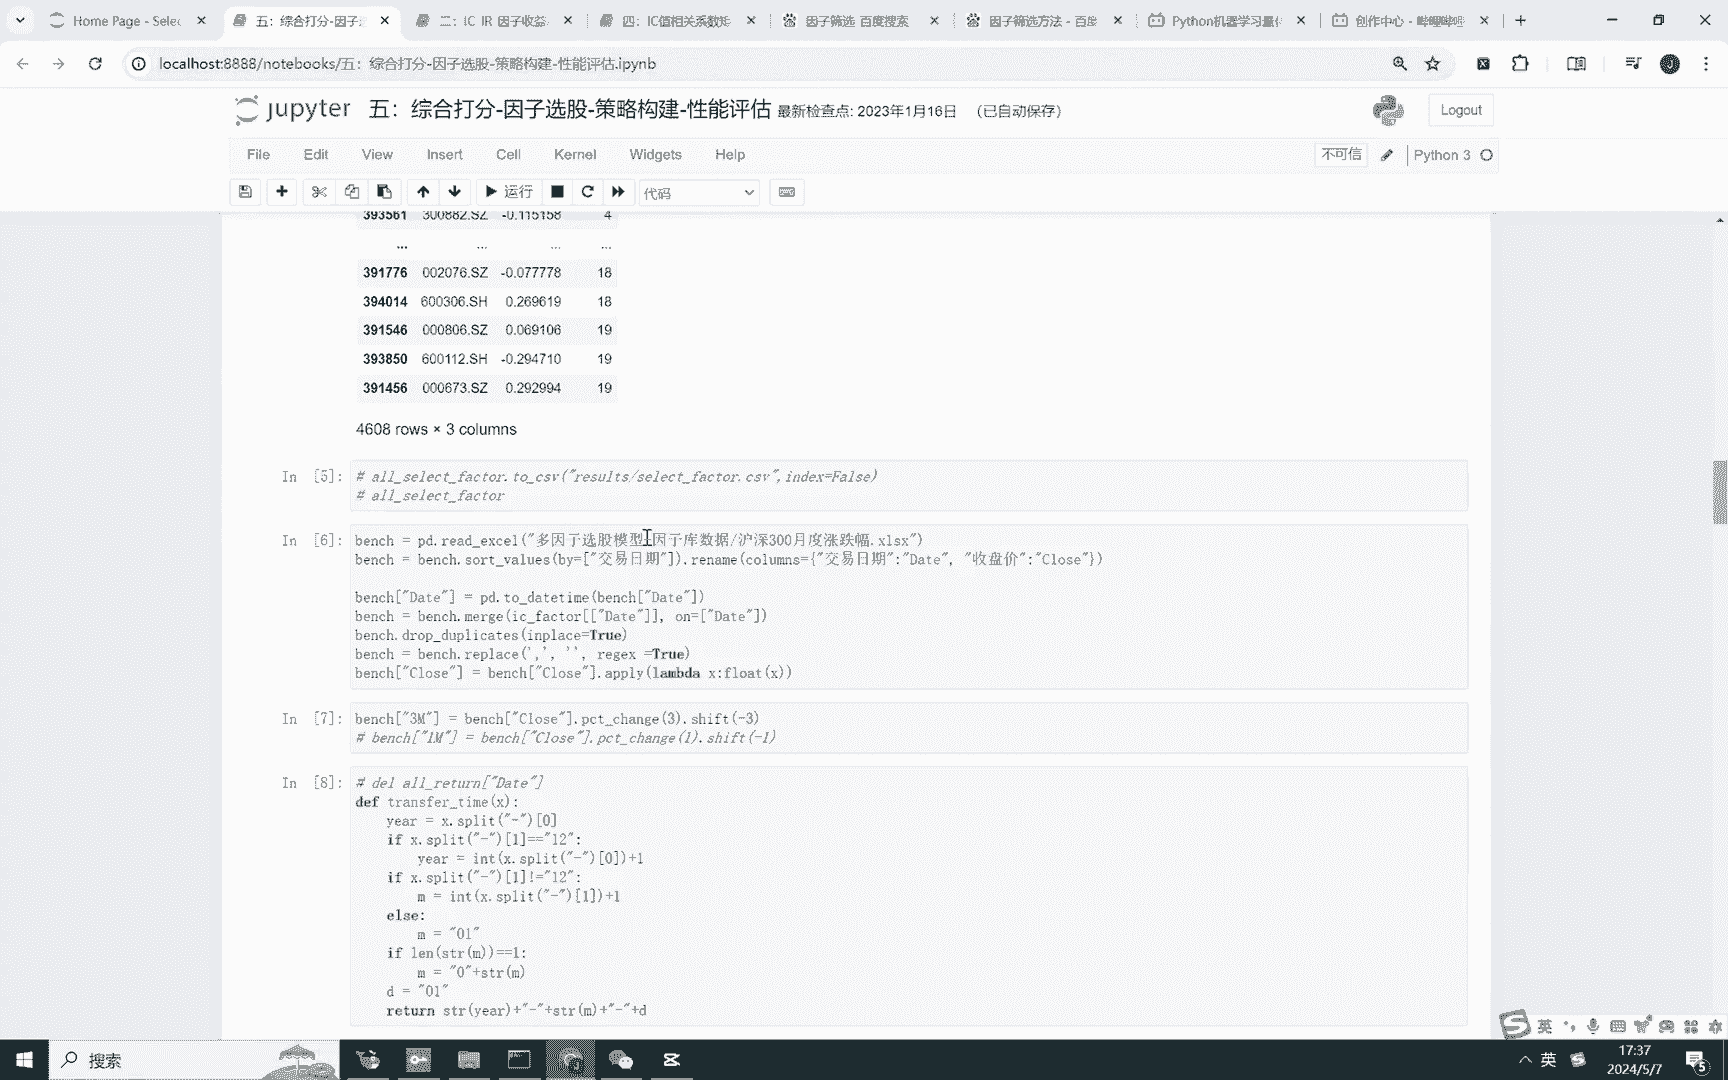 Home Page - Selec
五：综合打分-因子选
二：IC IR 因子收益
四：IC值相关系数矩
因子筛选_百度搜索
因子筛选方法 - 百度
Python机器学习量化
创作中心 - 哔哩哔哩
localhost:8888/notebooks/五：综合打分-因子选股-策略构建-性能评估.ipynb
jupyter 五：综合打分-因子选股-策略构建-性能评估 最新检查点: 2023年1月16日 （已自动保存）
Logout
File Edit View Insert Cell Kernel Widgets Help
不可信
Python 3
运行
代码
393561 300882.SZ -0.115158 4
... ... ... ...
391776 002076.SZ -0.077778 18
394014 600306.SH 0.269619 18
391546 000806.SZ 0.069106 19
393850 600112.SH -0.294710 19
391456 000673.SZ 0.292994 19
4608 rows × 3 columns
In [5]: # all_select_factor.to_csv("results/select_factor.csv",index=False)
# all_select_factor
In [6]: bench = pd.read_excel("多因子选股模型-因子库数据/沪深300月度涨跌幅.xlsx")
bench = bench.sort_values(by=["交易日期"]).rename(columns={"交易日期":"Date", "收盘价":"Close"})
bench["Date"] = pd.to_datetime(bench["Date"])
bench = bench.merge(ic_factor[["Date"]], on=["Date"])
bench.drop_duplicates(inplace=True)
bench = bench.replace(',', '', regex =True)
bench["Close"] = bench["Close"].apply(lambda x:float(x))
In [7]: bench["3M"] = bench["Close"].pct_change(3).shift(-3)
# bench["1M"] = bench["Close"].pct_change(1).shift(-1)
In [8]: # del all_return["Date"]
def transfer_time(x):
    year = x.split("-")[0]
    if x.split("-")[1]=="12":
        year = int(x.split("-")[0])+1
    if x.split("-")[1]!="12":
        m = int(x.split("-")[1])+1
    else:
        m = "01"
    if len(str(m))==1:
        m = "0"+str(m)
    d = "01"
    return str(year)+"-"+str(m)+"-"+d
英
搜索
英
17:37
2024/5/7
5